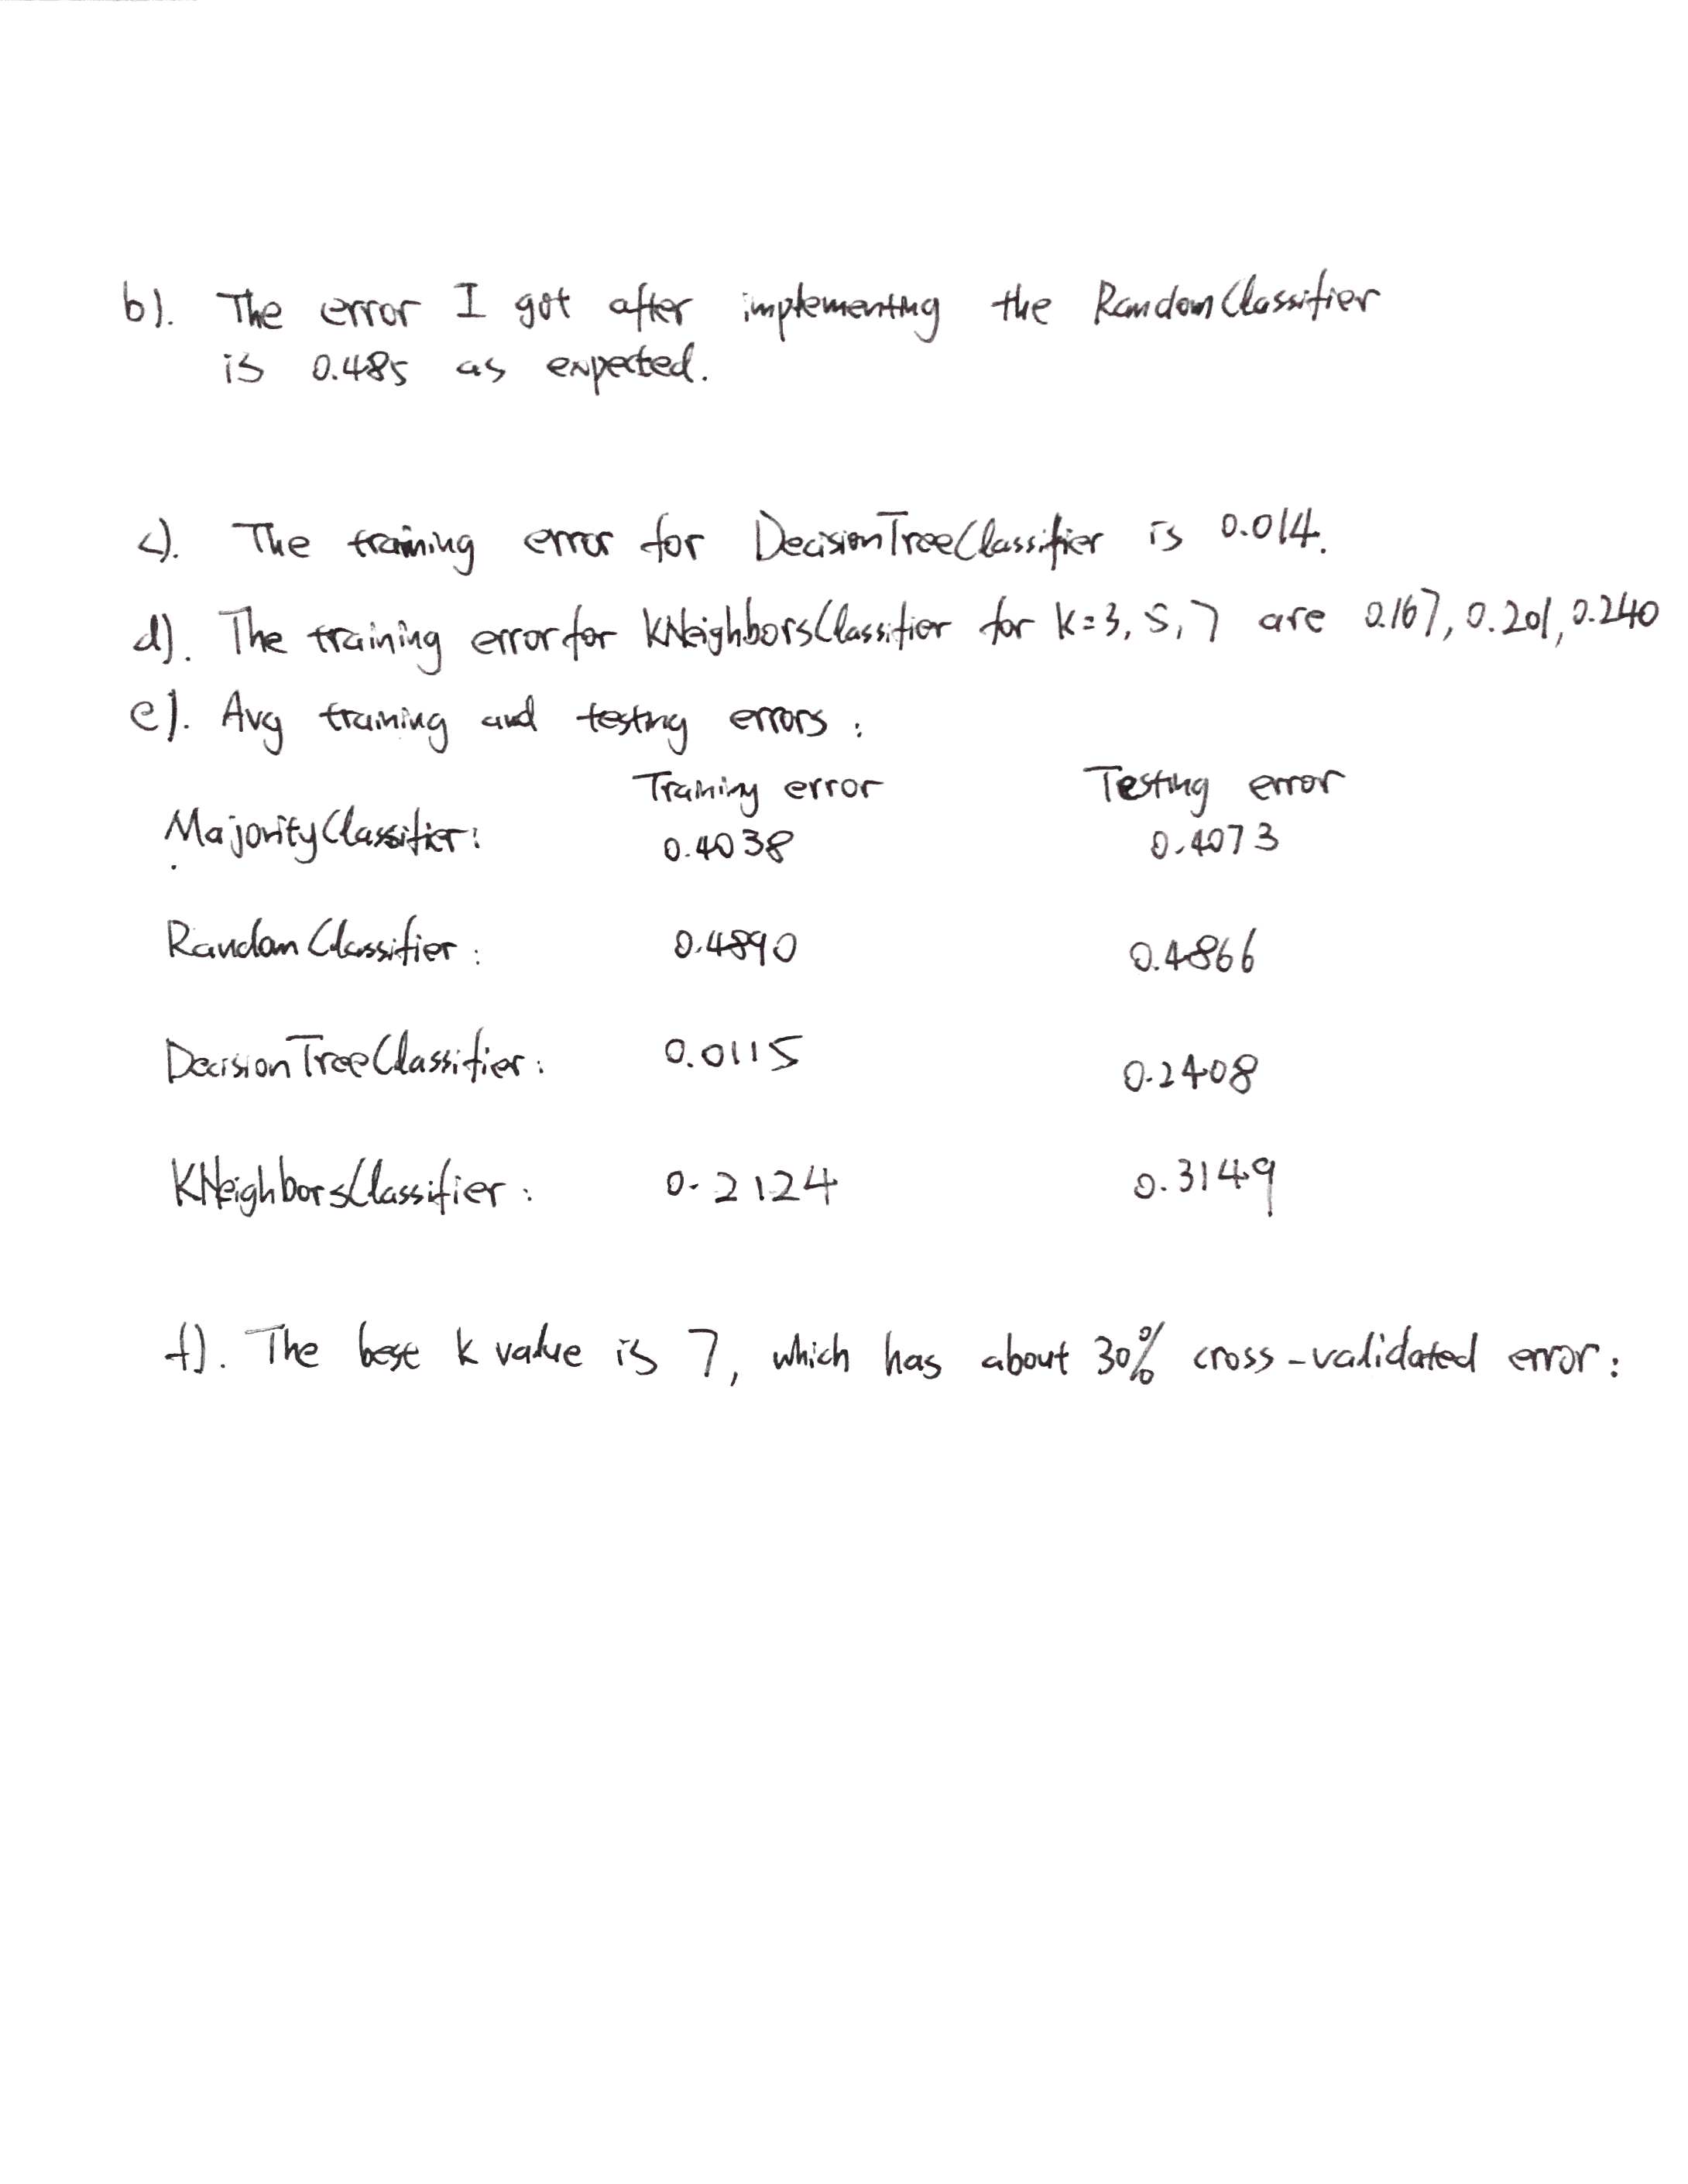 b). The error I got after implementing the RandomClassifier
is 0.485 as expected.
c). The training error for DecisionTreeClassifier is 0.014.
d). The training error for KNeighborsClassifier for k=3, 5, 7 are 0.167, 0.201, 0.240
e). Avg training and testing errors :
Training error Testing error
MajorityClassifier: 0.4038 0.4073
RandomClassifier : 0.4890 0.4866
DecisionTreeClassifier : 0.0115 0.2408
KNeighborsClassifier : 0.2124 0.3149
f). The best k value is 7, which has about 30% cross-validated error :